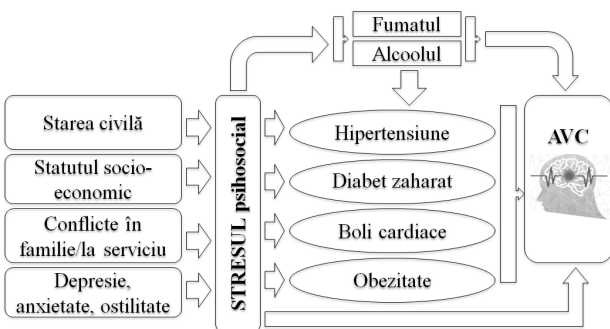 Fumatul
Alcoolul
Starea civilă
Statutul socio-
economic
Conflicte în
familie/la serviciu
Depresie,
anxietate, ostilitate
STRESUL psihosocial
Hipertensiune
Diabet zaharat
Boli cardiace
Obezitate
AVC